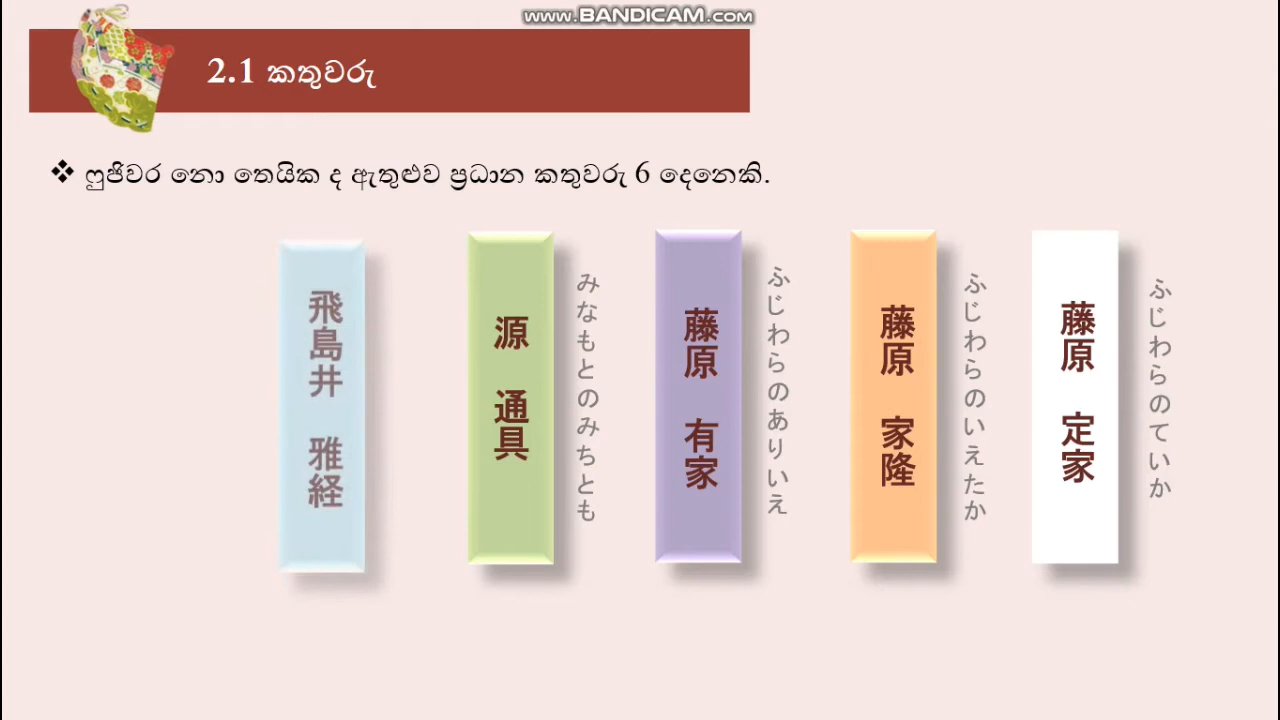 www.BANDICAM.com
2.1 කතුවරු
❖ ෆුජිවර නො තෙයික ද ඇතුළුව ප්‍රධාන කතුවරු 6 දෙනෙකි.
藤原 定家
ふじわらのていか
藤原 家隆
ふじわらのいえたか
藤原 有家
ふじわらのありいえ
源 通具
みなもとのみちとも
飛鳥井 雅経